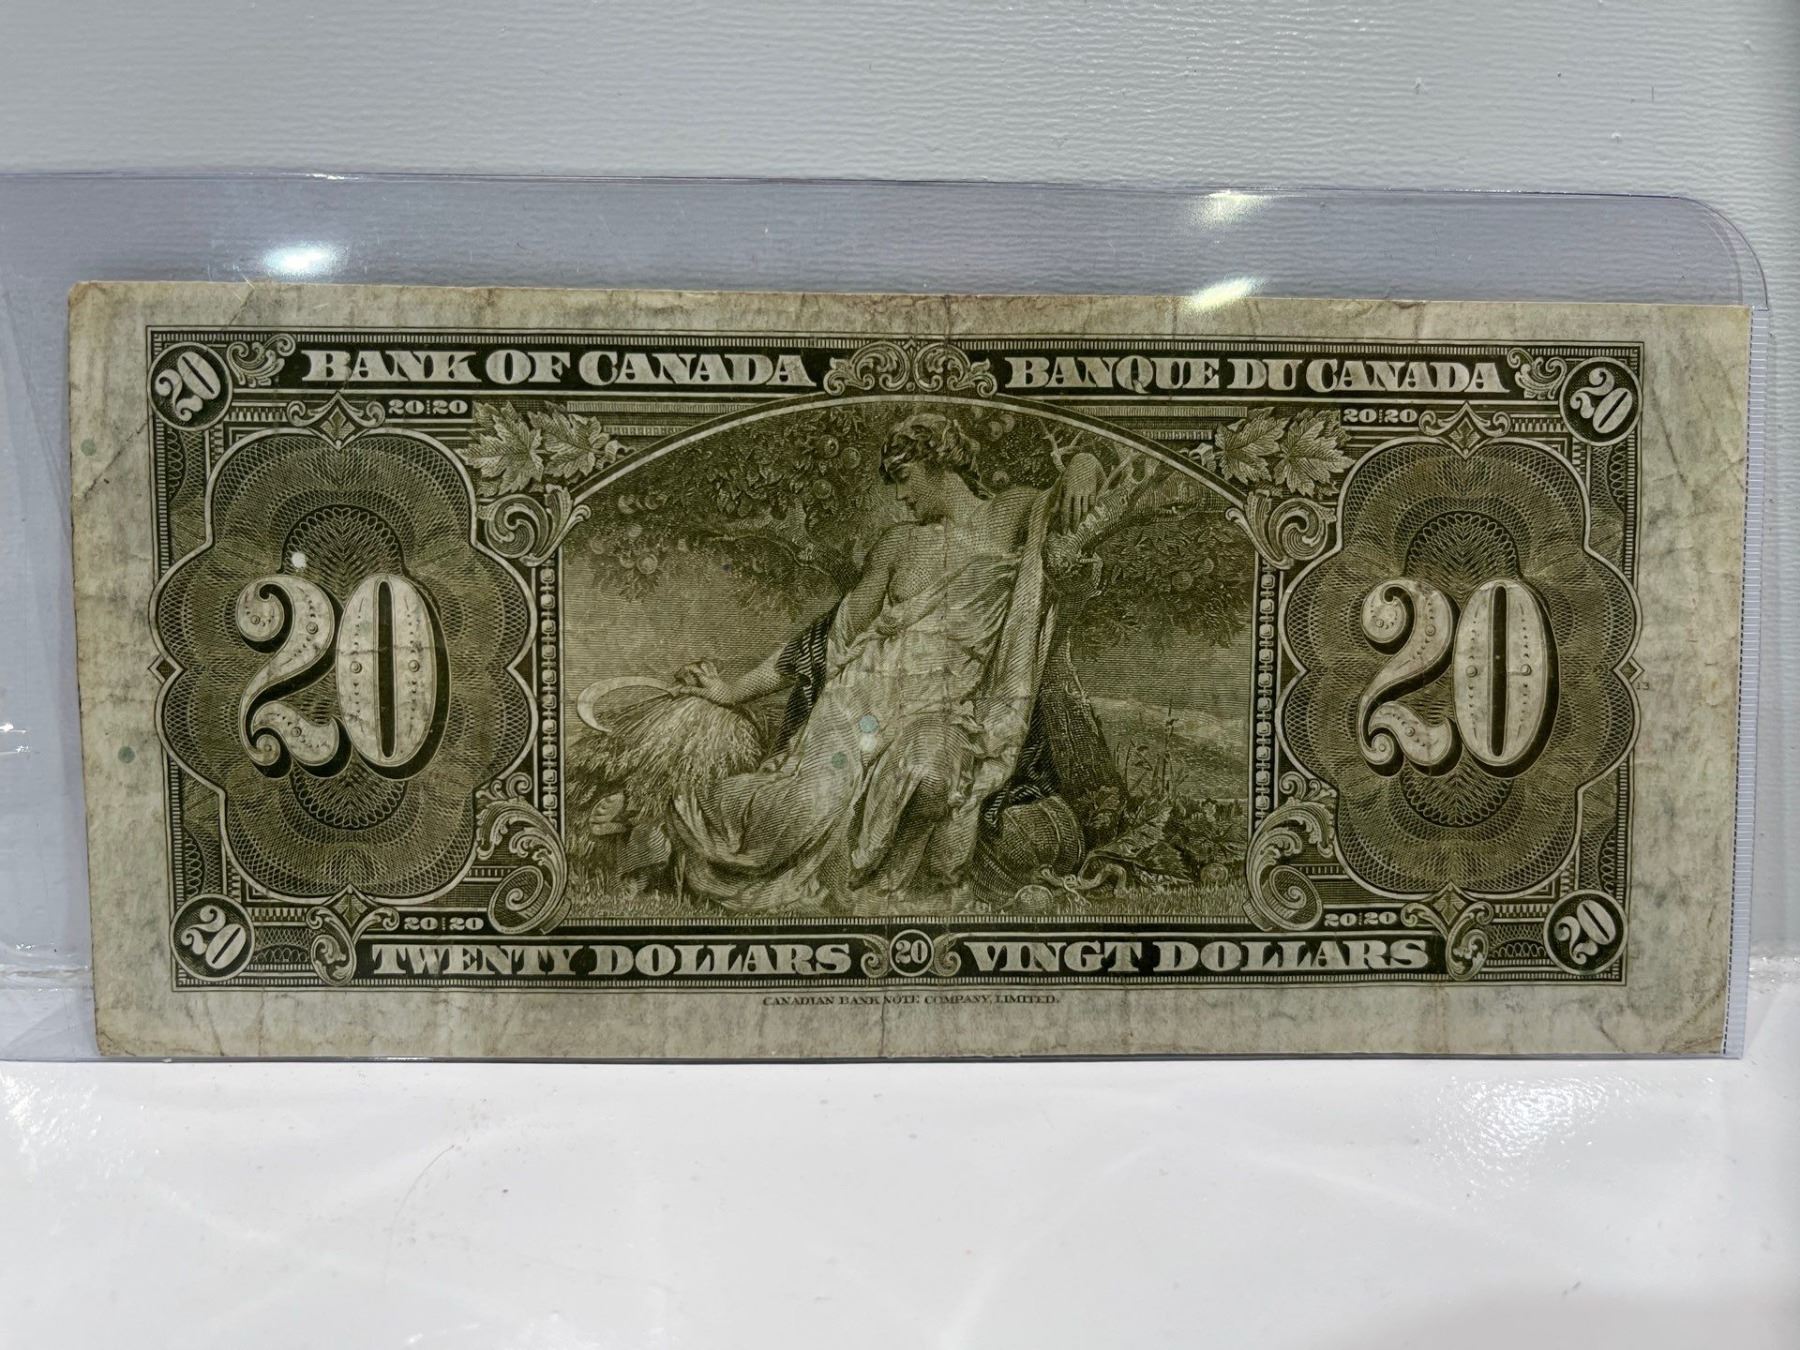 20 BANK OF CANADA BANQUE DU CANADA 20
20 20 20 20
20 20
13
20 20 20 20
20 TWENTY DOLLARS 20 VINGT DOLLARS 20
CANADIAN BANK NOTE COMPANY, LIMITED.